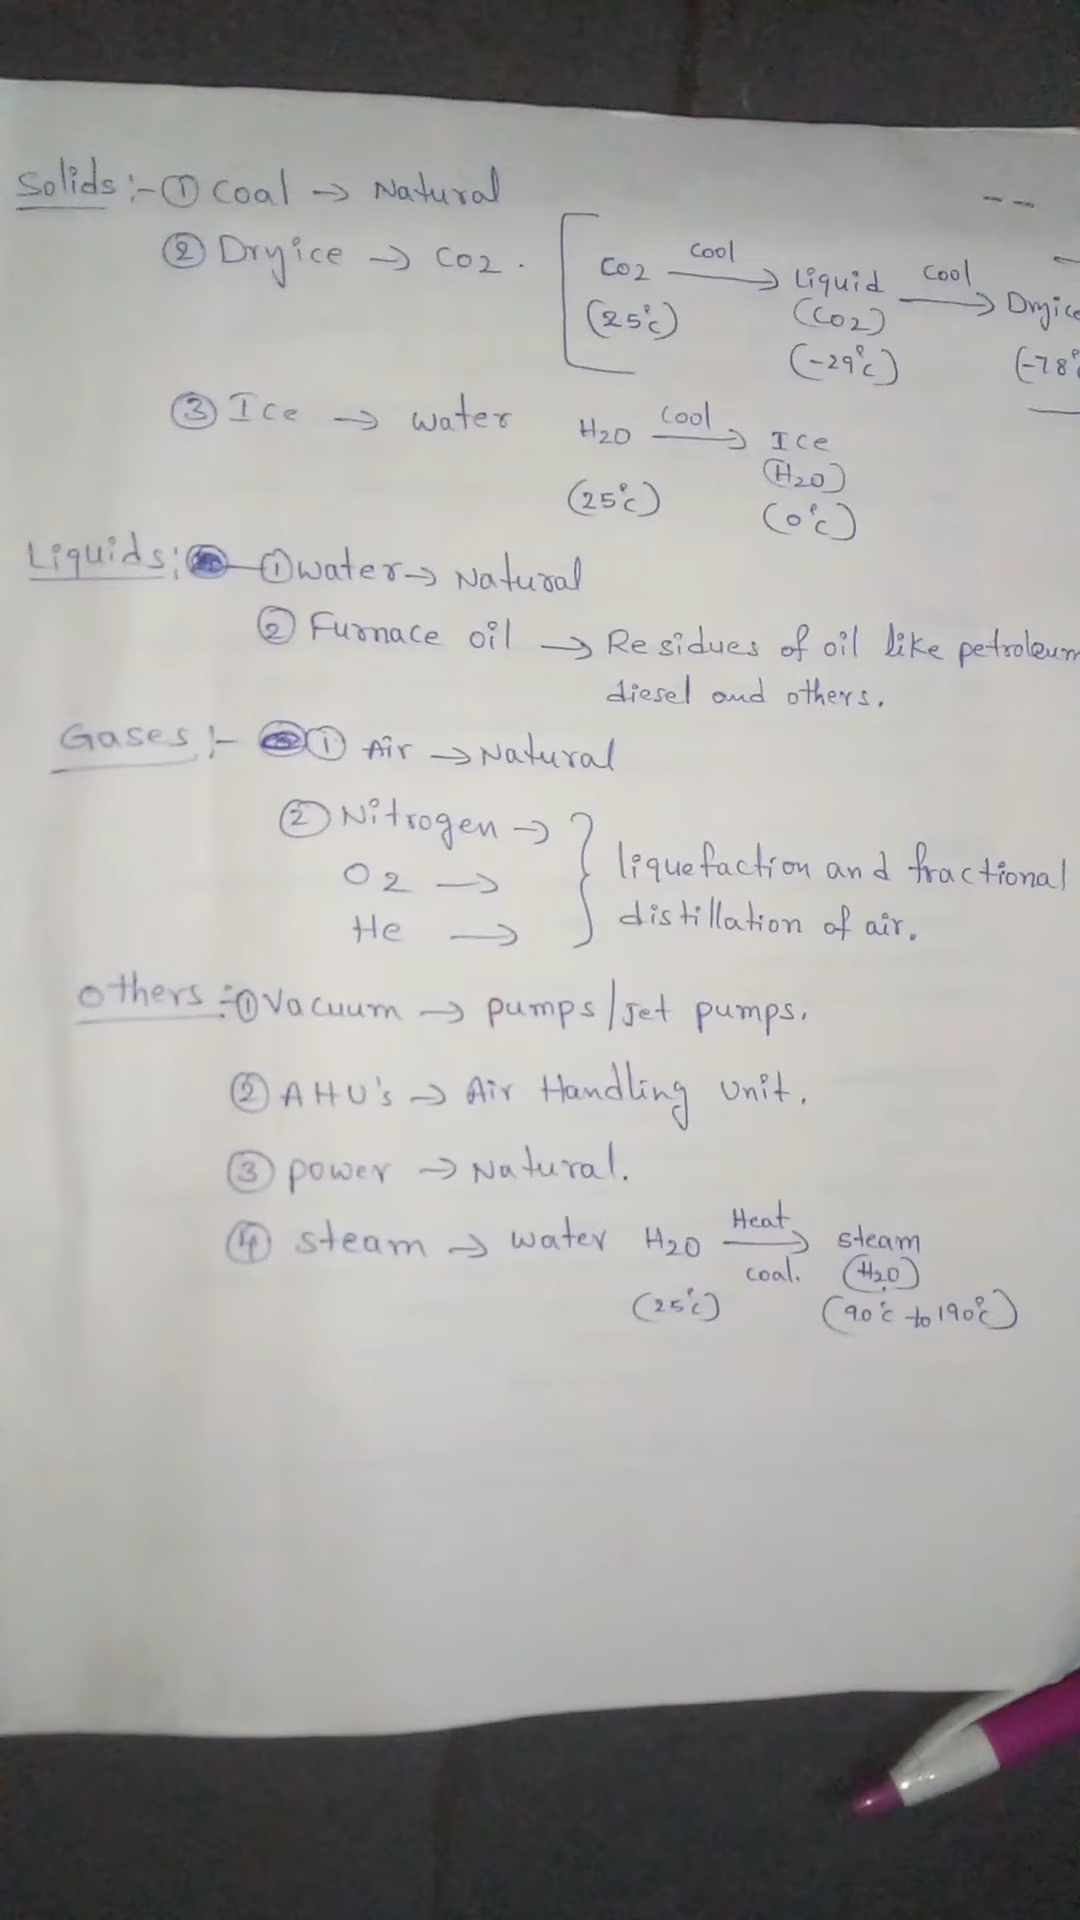 Solids :- ① Coal → Natural
② Dryice → CO2 . [ CO2 cool → Liquid cool → Dryice
(25°c) (CO2)
(-29°c) (-78°
③ Ice → water H2O cool → Ice
(H2O)
(25°c) (0°c)
Liquids: ① water → Natural
② Furnace oil → Residues of oil like petroleum
diesel and others.
Gases :- ① Air → Natural
② Nitrogen → }
O2 → liquefaction and fractional
He → distillation of air.
Others :- ① Vacuum → pumps/Jet pumps.
② AHU's → Air Handling Unit.
③ power → Natural.
④ steam → water H2O Heat → steam
coal. (H2O)
(25°c) (90°c to 190°c)